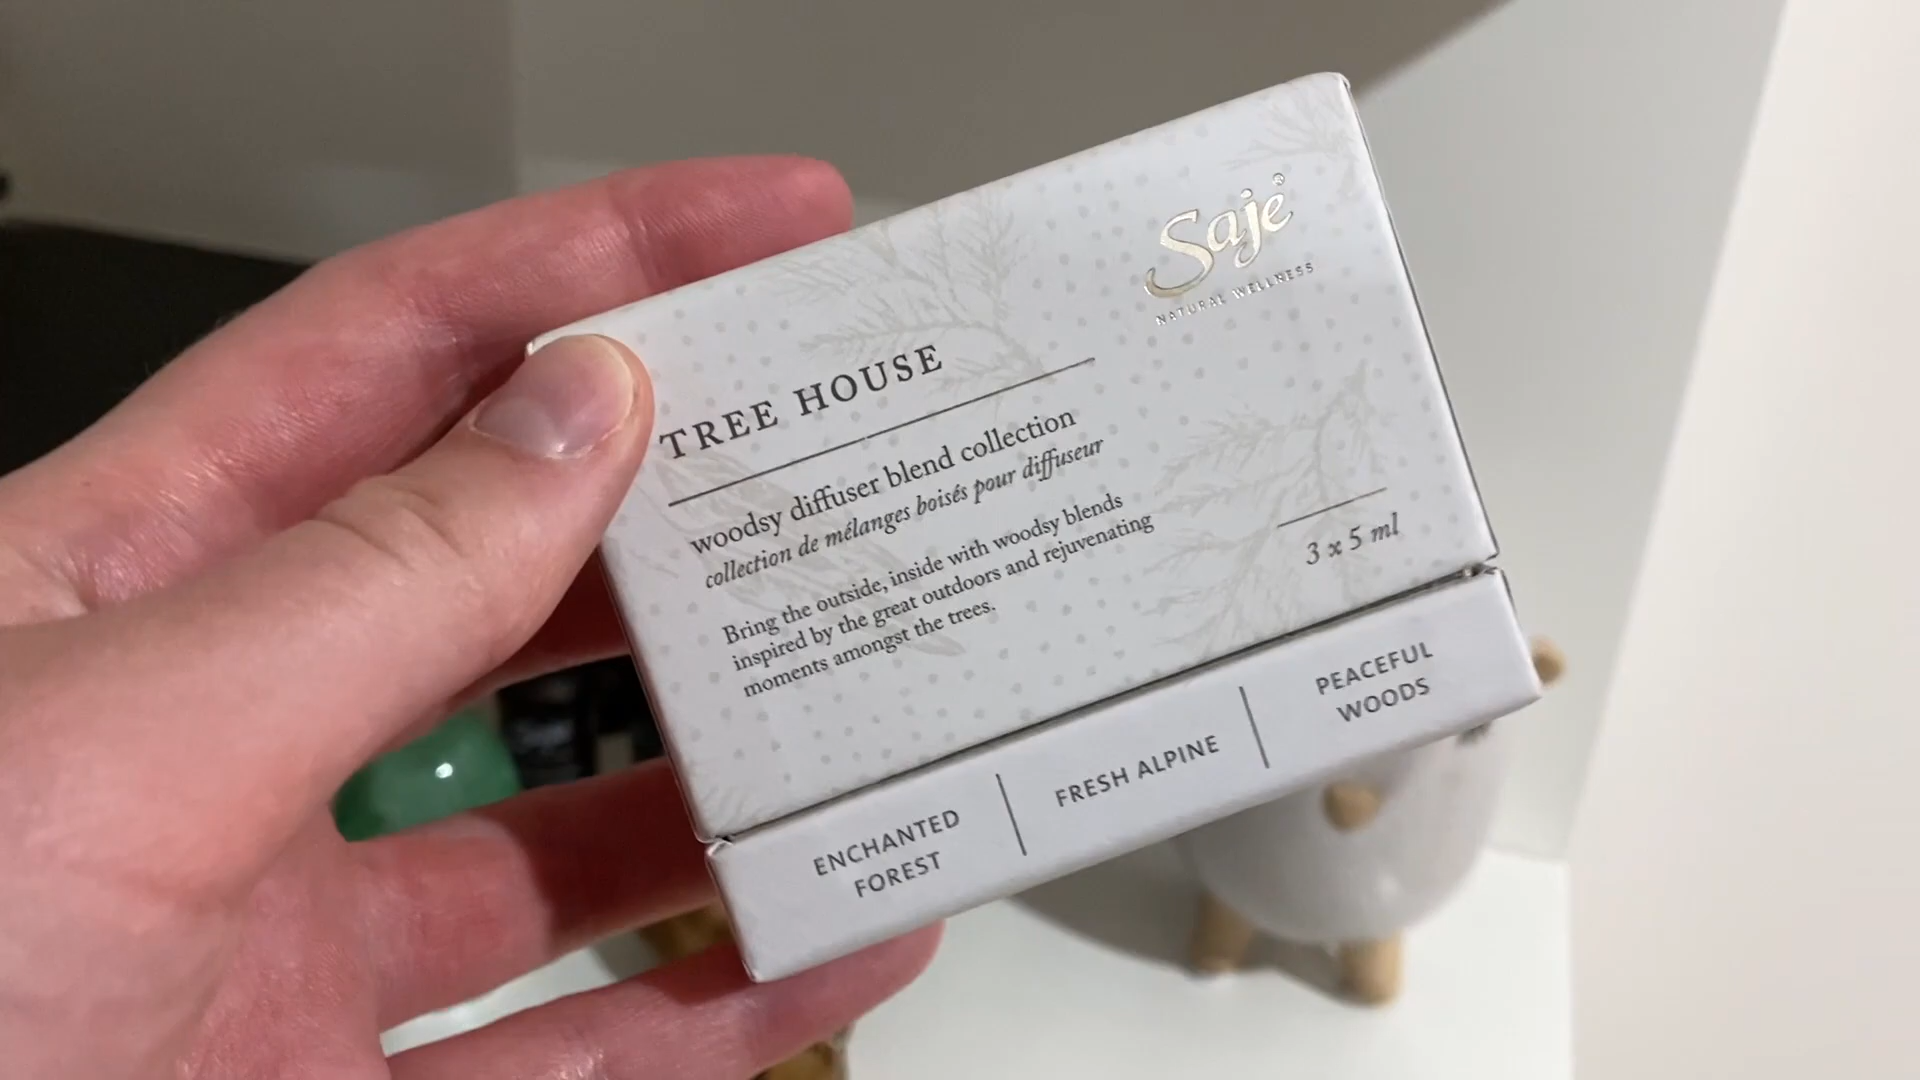 Saje®
NATURAL WELLNESS
TREE HOUSE
woodsy diffuser blend collection
collection de mélanges boisés pour diffuseur
Bring the outside, inside with woodsy blends
inspired by the great outdoors and rejuvenating
moments amongst the trees.
3 x 5 ml
ENCHANTED
FOREST
FRESH ALPINE
PEACEFUL
WOODS